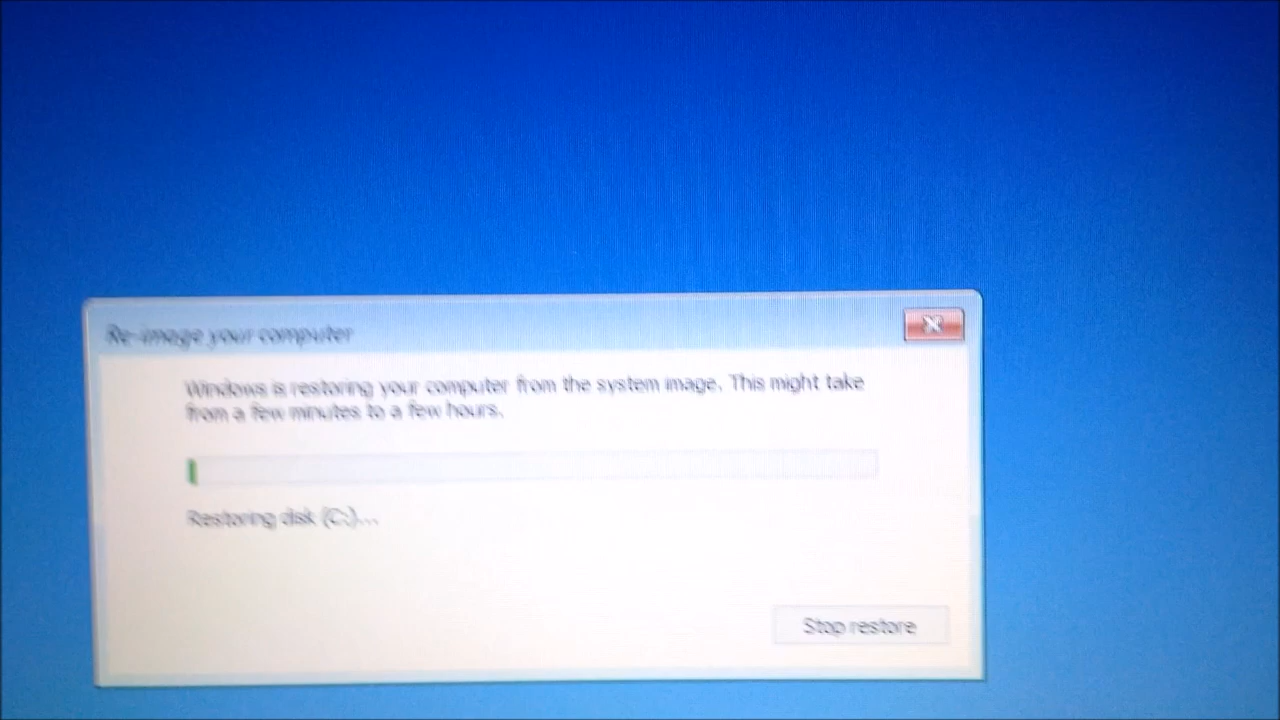 Re-image your computer
Windows is restoring your computer from the system image. This might take
from a few minutes to a few hours.
Restoring disk (C:)...
Stop restore